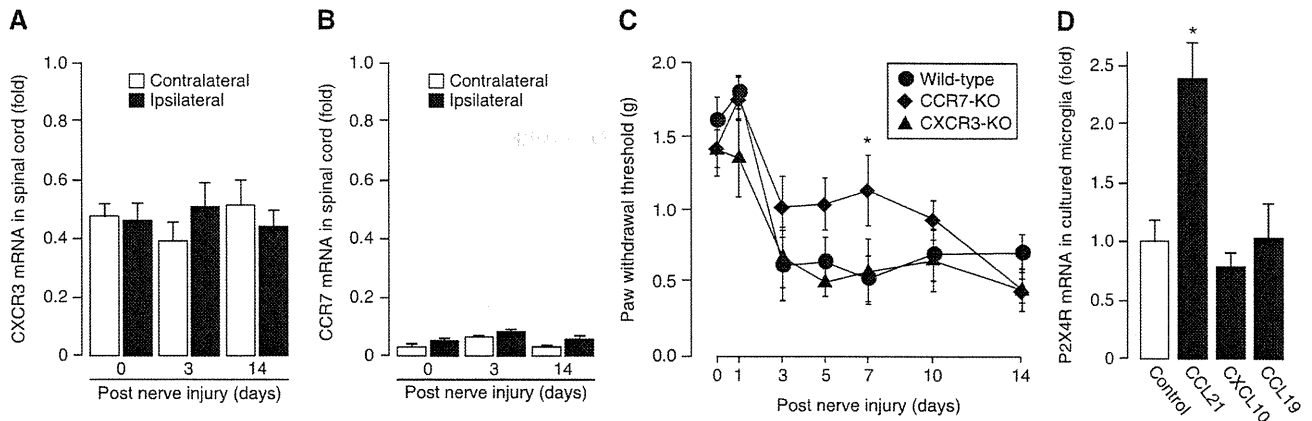 A
CXCR3 mRNA in spinal cord (fold)
1.0
0.8
0.6
0.4
0.2
0
Contralateral
Ipsilateral
0 3 14
Post nerve injury (days)
B
CCR7 mRNA in spinal cord (fold)
1.0
0.8
0.6
0.4
0.2
0
Contralateral
Ipsilateral
0 3 14
Post nerve injury (days)
C
Paw withdrawal threshold (g)
2.0
1.5
1.0
0.5
0.0
Wild-type
CCR7-KO
CXCR3-KO
*
0 1 3 5 7 10 14
Post nerve injury (days)
D
P2X4R mRNA in cultured microglia (fold)
2.5
2.0
1.5
1.0
0.5
0
*
Control
CCL21
CXCL10
CCL19